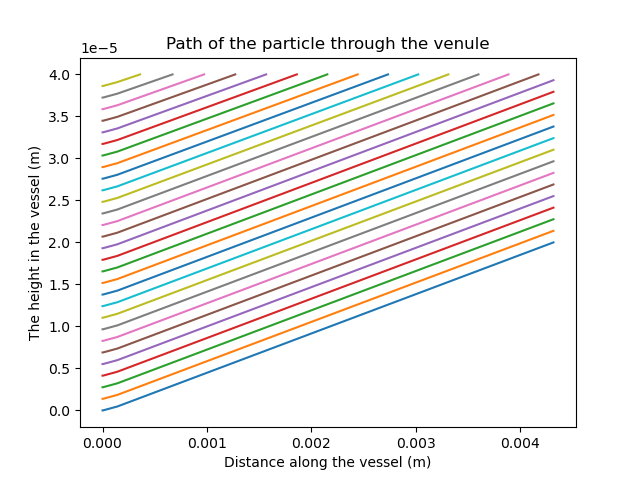 Path of the particle through the venule
1e−5
4.0
3.5
3.0
2.5
2.0
1.5
1.0
0.5
0.0
The height in the vessel (m)
0.000 0.001 0.002 0.003 0.004
Distance along the vessel (m)